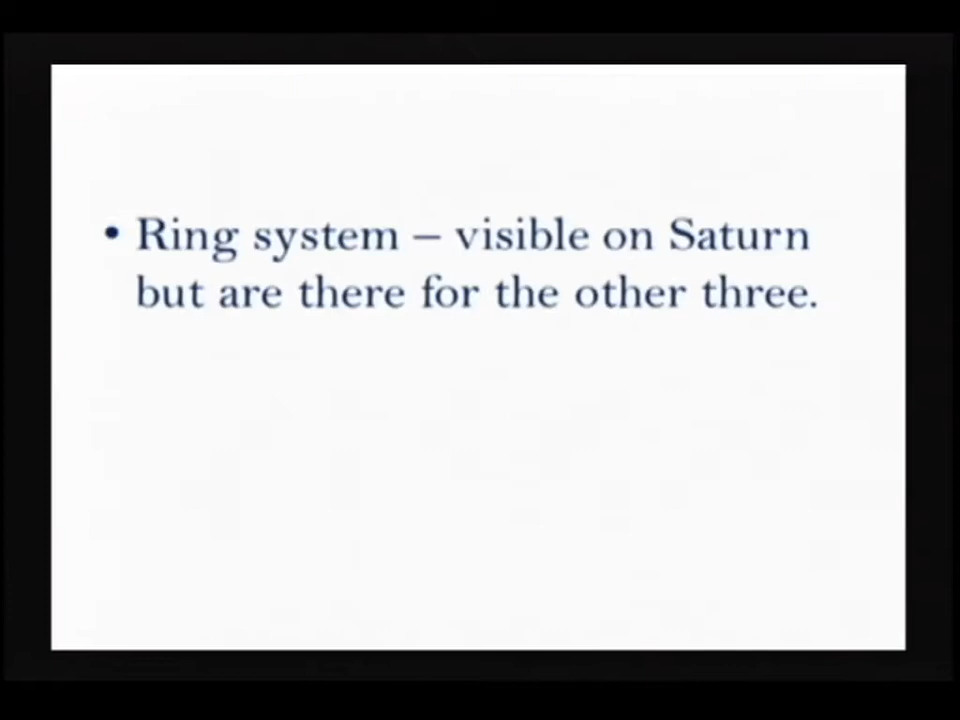 • Ring system – visible on Saturn
but are there for the other three.